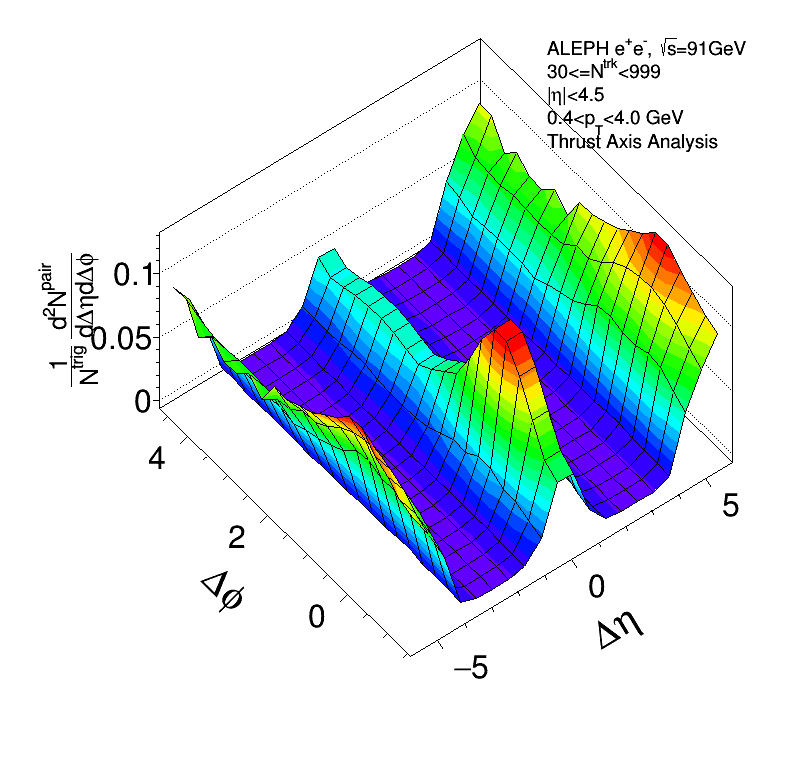 ALEPH e⁺e⁻, √s=91GeV
30<=N^trk<999
|η|<4.5
0.4<p_T<4.0 GeV
Thrust Axis Analysis
1 d²N^pair
N^trig dΔηdΔϕ
0.1
0.05
0
4
2
0
Δϕ
−5
0
5
Δη